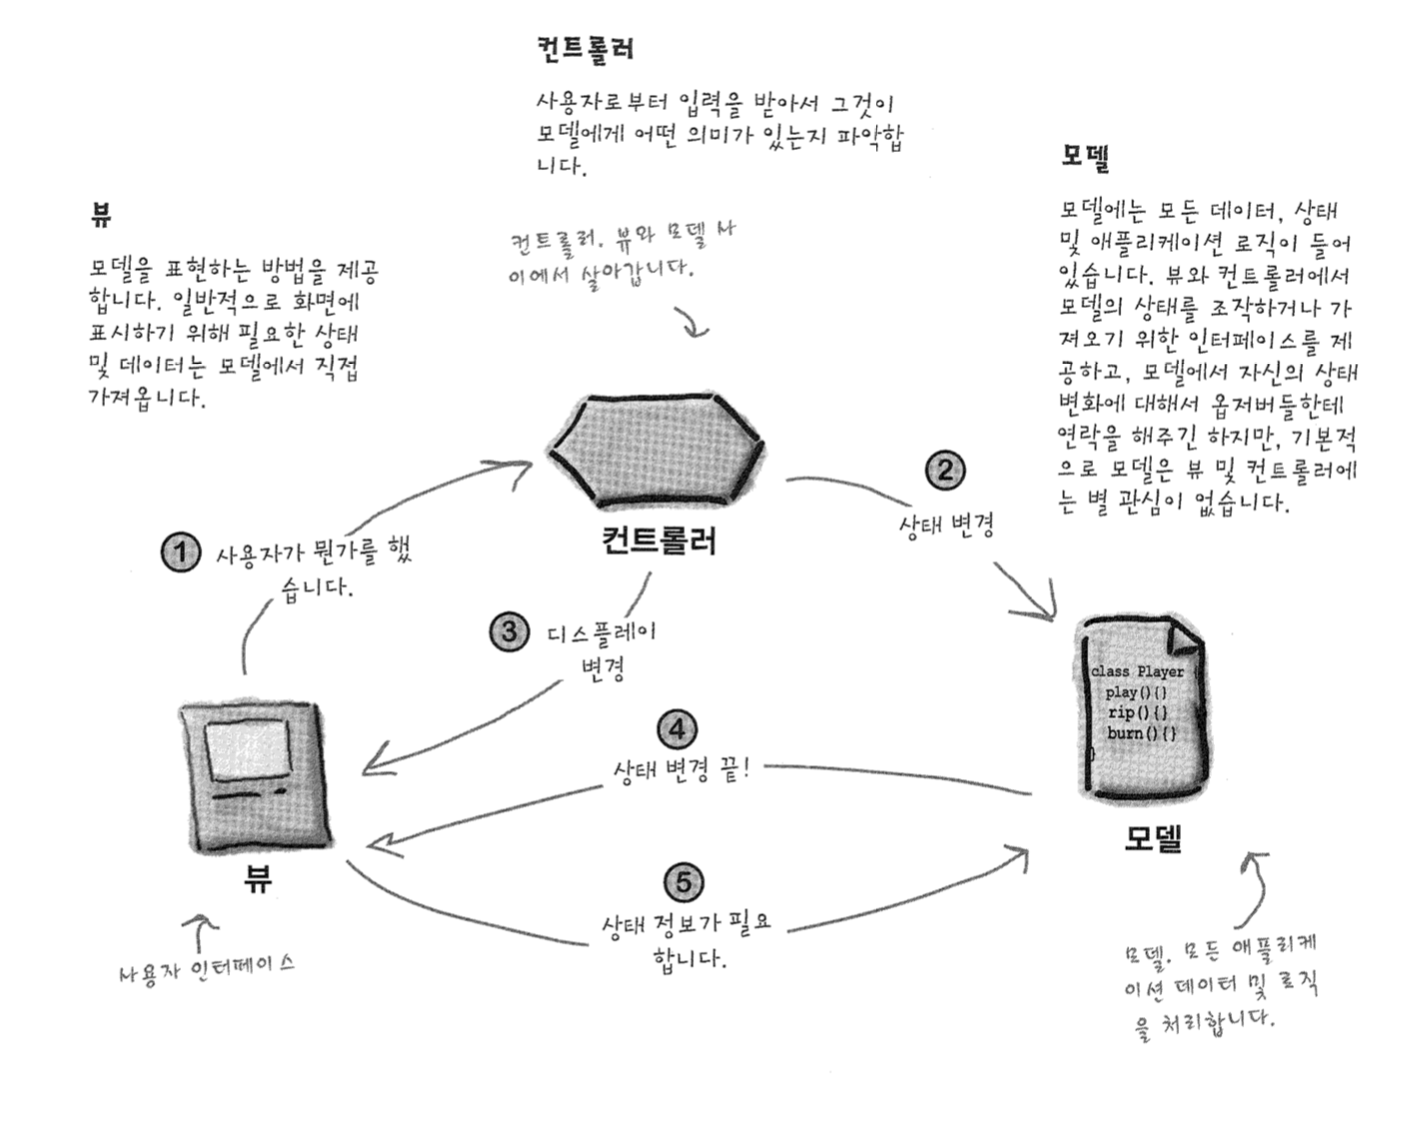 컨트롤러
사용자로부터 입력을 받아서 그것이
모델에게 어떤 의미가 있는지 파악합
니다.
모델
모델에는 모든 데이터, 상태
및 애플리케이션 로직이 들어
있습니다. 뷰와 컨트롤러에서
모델의 상태를 조작하거나 가
져오기 위한 인터페이스를 제
공하고, 모델에서 자신의 상태
변화에 대해서 옵저버들한테
연락을 해주긴 하지만, 기본적
으로 모델은 뷰 및 컨트롤러에
는 별 관심이 없습니다.
뷰
모델을 표현하는 방법을 제공
합니다. 일반적으로 화면에
표시하기 위해 필요한 상태
및 데이터는 모델에서 직접
가져옵니다.
컨트롤러. 뷰와 모델 사
이에서 살아갑니다.
컨트롤러
1 사용자가 뭔가를 했
습니다.
2
상태 변경
3 디스플레이
변경
4
상태 변경 끝!
5
상태 정보가 필요
합니다.
class Player {
play(){}
rip(){}
burn(){}
}
모델
뷰
사용자 인터페이스
모델. 모든 애플리케
이션 데이터 및 로직
을 처리합니다.